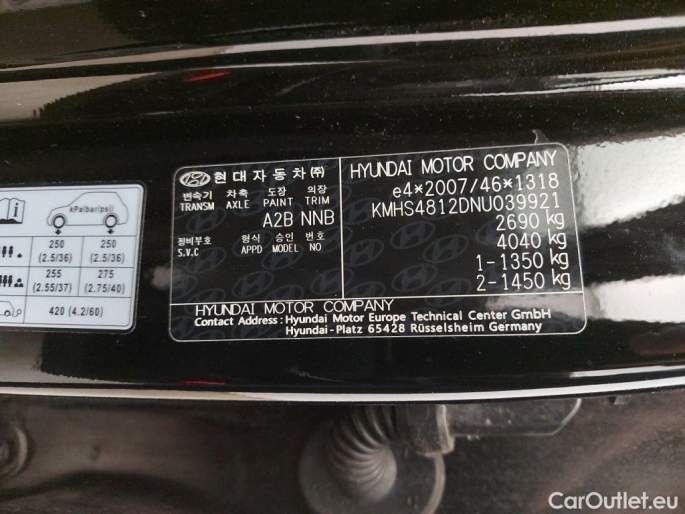 kPa(bar/psi)
250 250
(2.5/36) (2.5/36)
255 275
(2.55/37) (2.75/40)
420 (4.2/60)
현대자동차(주)
변속기 차축 도장 의장
TRANSM AXLE PAINT TRIM
A2B NNB
정비부호 형식 승인 번호
S.V.C APPD MODEL NO
HYUNDAI MOTOR COMPANY
e4*2007/46*1318
KMHS4812DNU039921
2690 kg
4040 kg
1-1350 kg
2-1450 kg
HYUNDAI MOTOR COMPANY
Contact Address : Hyundai Motor Europe Technical Center GmbH
Hyundai-Platz 65428 Rüsselsheim Germany
CarOutlet.eu